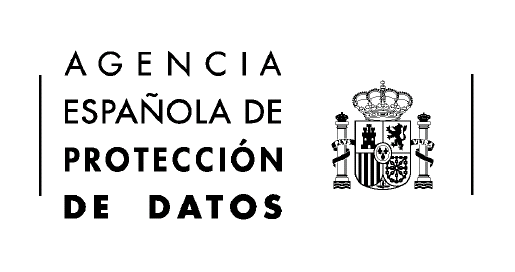 AGENCIA
ESPAÑOLA DE
PROTECCIÓN
DE DATOS